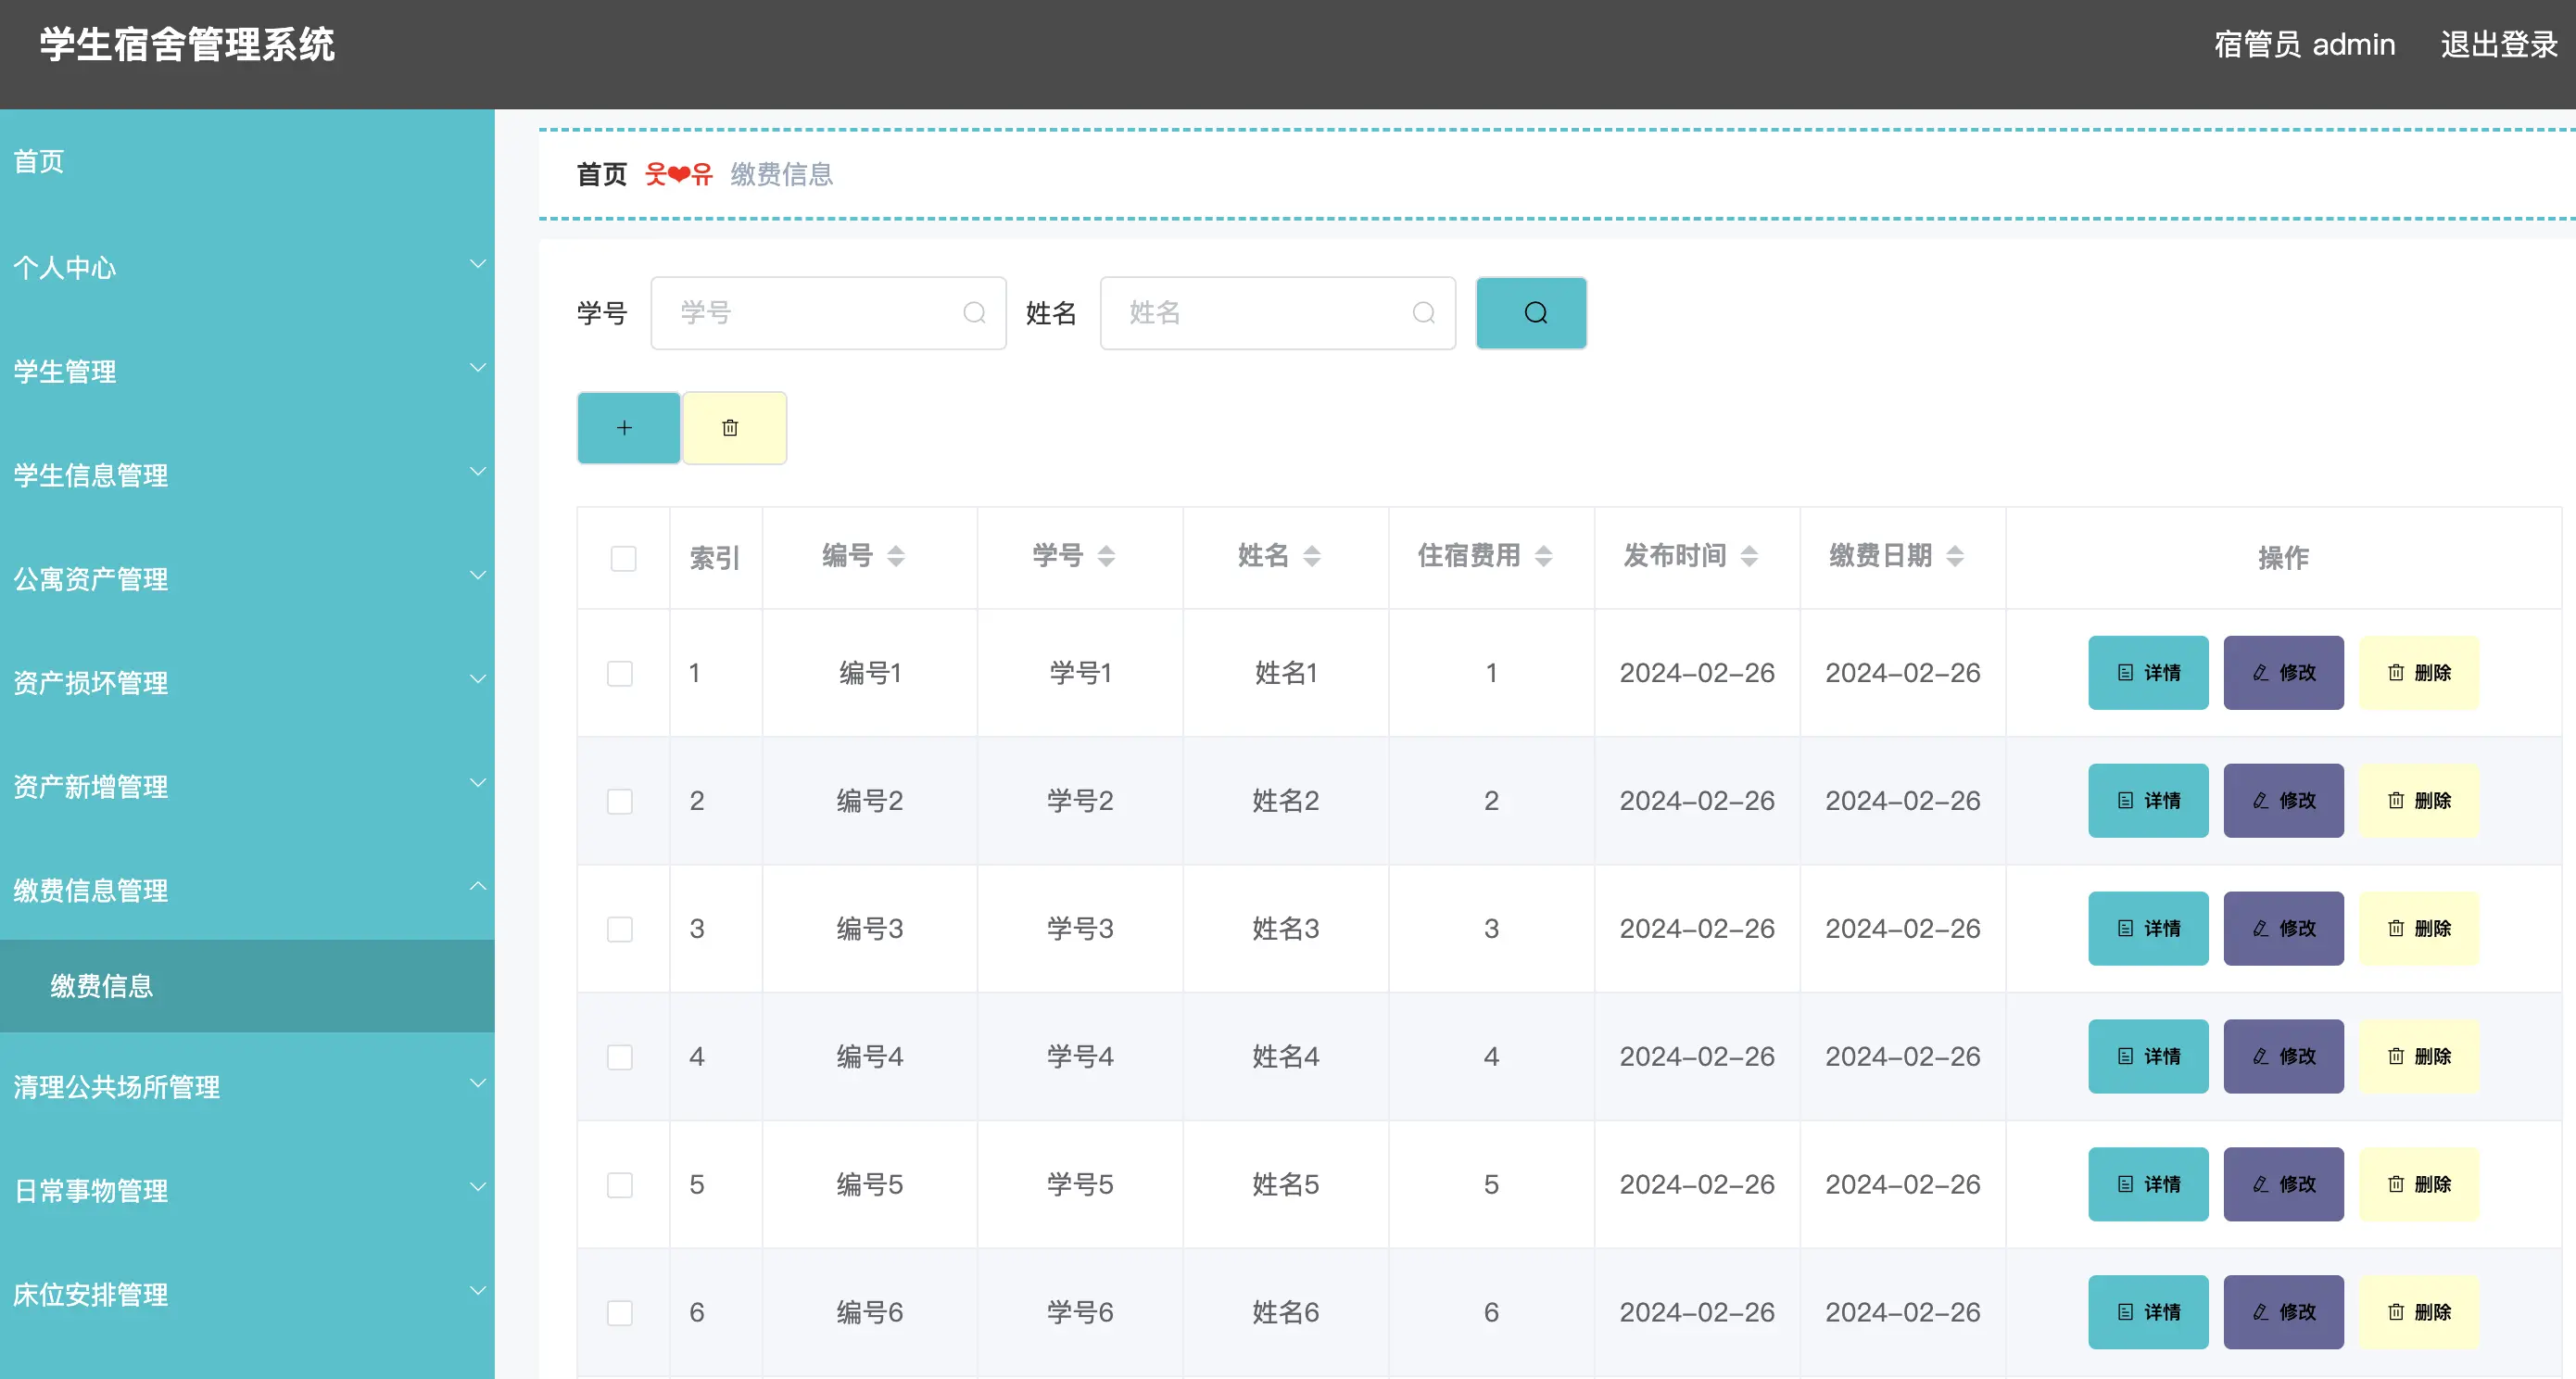 学生宿舍管理系统
宿管员 admin 退出登录
首页
个人中心
学生管理
学生信息管理
公寓资产管理
资产损坏管理
资产新增管理
缴费信息管理
缴费信息
清理公共场所管理
日常事物管理
床位安排管理
首页 웃❤유 缴费信息
学号 学号 姓名 姓名
索引 编号 学号 姓名 住宿费用 发布时间 缴费日期 操作
1 编号1 学号1 姓名1 1 2024-02-26 2024-02-26 详情 修改 删除
2 编号2 学号2 姓名2 2 2024-02-26 2024-02-26 详情 修改 删除
3 编号3 学号3 姓名3 3 2024-02-26 2024-02-26 详情 修改 删除
4 编号4 学号4 姓名4 4 2024-02-26 2024-02-26 详情 修改 删除
5 编号5 学号5 姓名5 5 2024-02-26 2024-02-26 详情 修改 删除
6 编号6 学号6 姓名6 6 2024-02-26 2024-02-26 详情 修改 删除